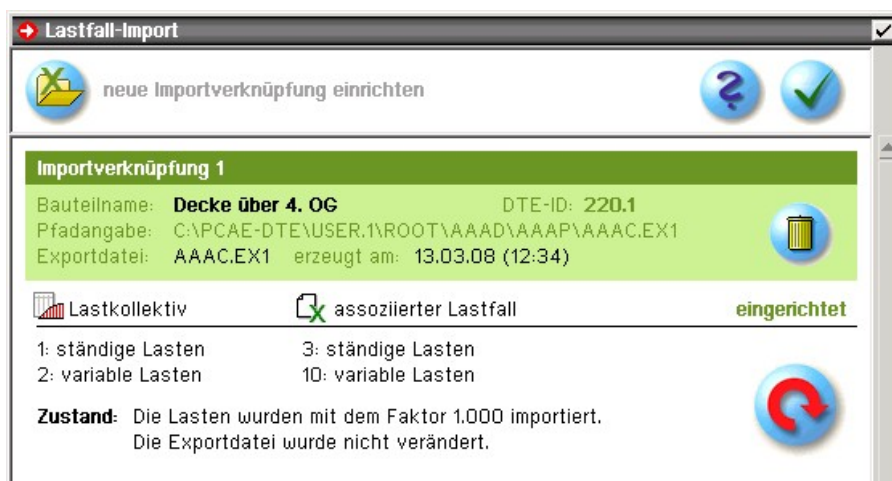 Lastfall-Import
neue Importverknüpfung einrichten
Importverknüpfung 1
Bauteilname: Decke über 4. OG DTE-ID: 220.1
Pfadangabe: C:\PCAE-DTE\USER.1\ROOT\AAAD\AAAP\AAAC.EX1
Exportdatei: AAAC.EX1 erzeugt am: 13.03.08 (12:34)
Lastkollektiv assoziierter Lastfall eingerichtet
1: ständige Lasten 3: ständige Lasten
2: variable Lasten 10: variable Lasten
Zustand: Die Lasten wurden mit dem Faktor 1.000 importiert.
Die Exportdatei wurde nicht verändert.